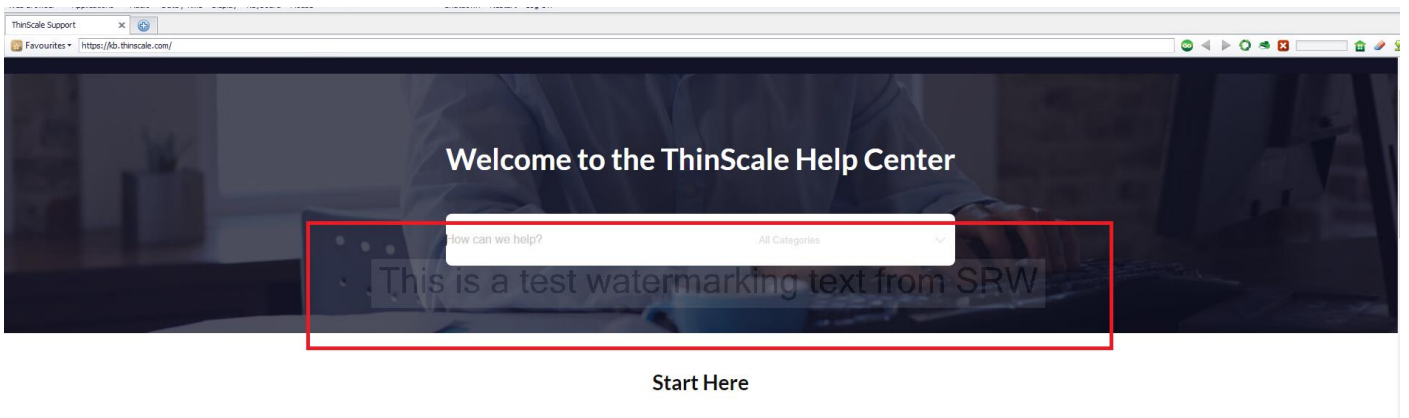 ThinScale Support
Favourites
https://kb.thinscale.com/
Welcome to the ThinScale Help Center
How can we help?
All Categories
This is a test watermarking text from SRW
Start Here